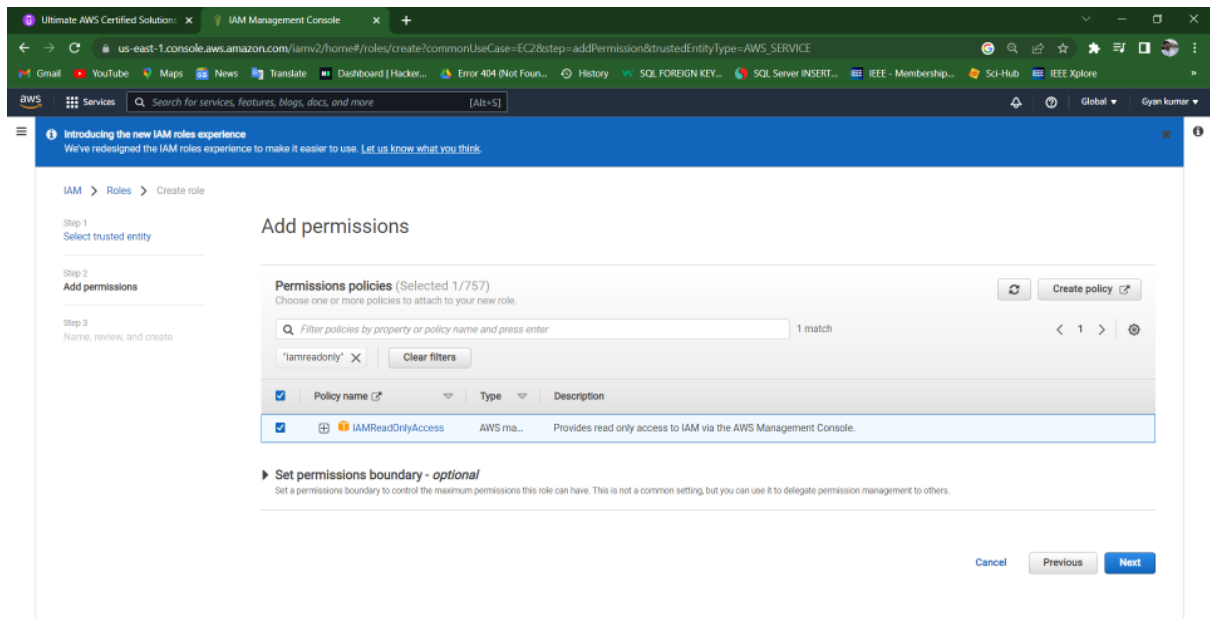 Ultimate AWS Certified Solutions
IAM Management Console
us-east-1.console.aws.amazon.com/iamv2/home#/roles/create?commonUseCase=EC2&step=addPermission&trustedEntityType=AWS_SERVICE
Gmail YouTube Maps News Translate Dashboard | Hacker... Error 404 (Not Foun... History SQL FOREIGN KEY... SQL Server INSERT... IEEE - Membership... Sci-Hub IEEE Xplore »
aws Services Search for services, features, blogs, docs, and more [Alt+S] Global Gyan kumar
Introducing the new IAM roles experience
We've redesigned the IAM roles experience to make it easier to use. Let us know what you think.
IAM > Roles > Create role
Step 1
Select trusted entity
Step 2
Add permissions
Step 3
Name, review, and create
Add permissions
Permissions policies (Selected 1/757)
Choose one or more policies to attach to your new role.
Create policy
Filter policies by property or policy name and press enter
1 match
< 1 >
"iamreadonly" Clear filters
Policy name Type Description
IAMReadOnlyAccess AWS ma... Provides read only access to IAM via the AWS Management Console.
Set permissions boundary - optional
Set a permissions boundary to control the maximum permissions this role can have. This is not a common setting, but you can use it to delegate permission management to others.
Cancel Previous Next